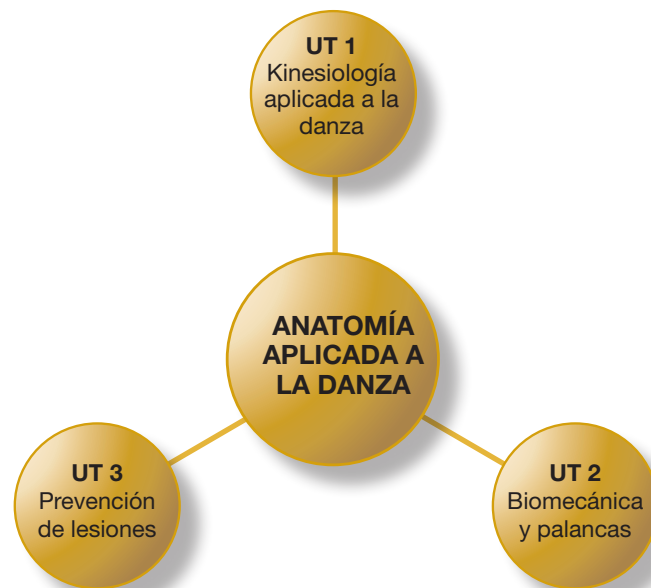 UT 1
Kinesiología
aplicada a la
danza
ANATOMÍA
APLICADA A
LA DANZA
UT 3
Prevención
de lesiones
UT 2
Biomecánica
y palancas